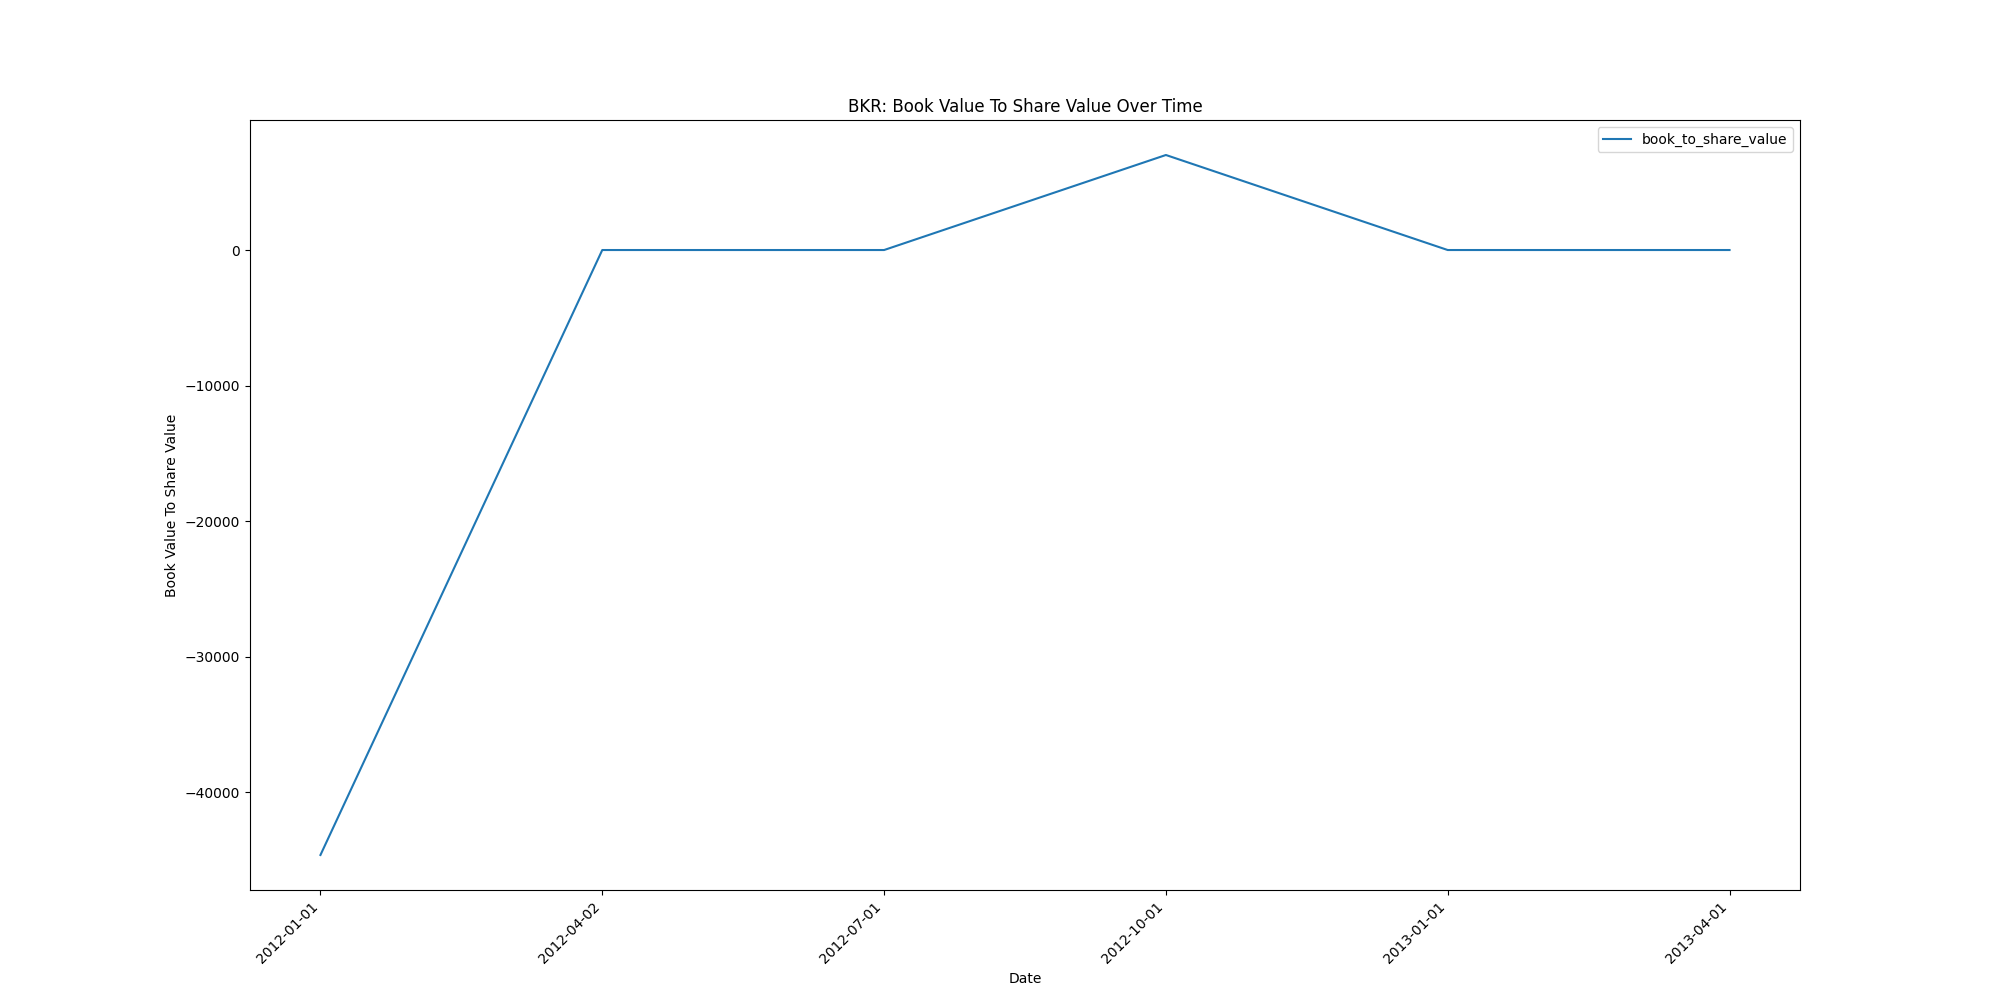 BKR: Book Value To Share Value Over Time
book_to_share_value
0
−10000
−20000
−30000
−40000
Book Value To Share Value
2012-01-01
2012-04-02
2012-07-01
2012-10-01
2013-01-01
2013-04-01
Date